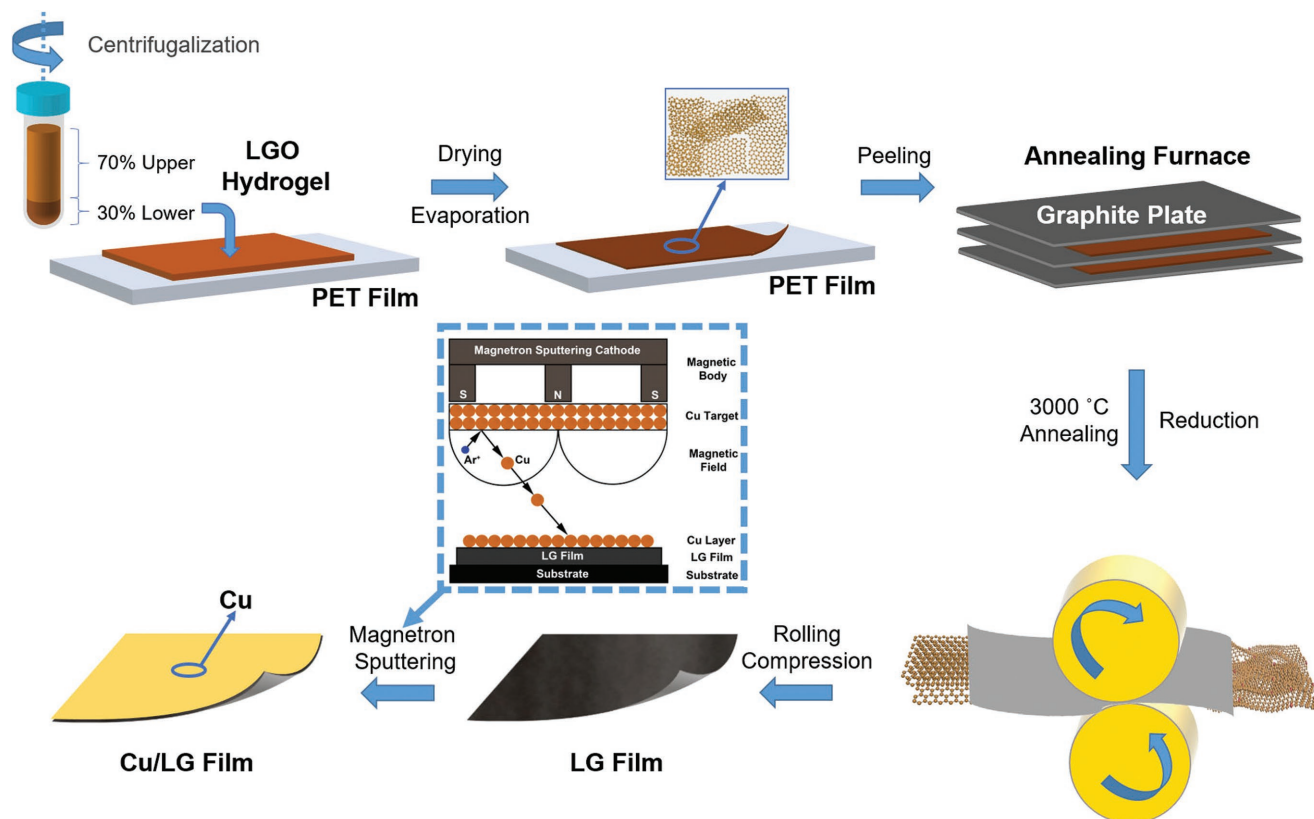 Centrifugalization
70% Upper
30% Lower
LGO
Hydrogel
PET Film
Drying
Evaporation
PET Film
Peeling
Annealing Furnace
Graphite Plate
3000 ˚C
Annealing
Reduction
Magnetron Sputtering Cathode
Magnetic
Body
S
N
S
Cu Target
Ar⁺
Cu
Magnetic
Field
Cu Layer
LG Film
LG Film
Substrate
Substrate
Rolling
Compression
LG Film
Magnetron
Sputtering
Cu
Cu/LG Film